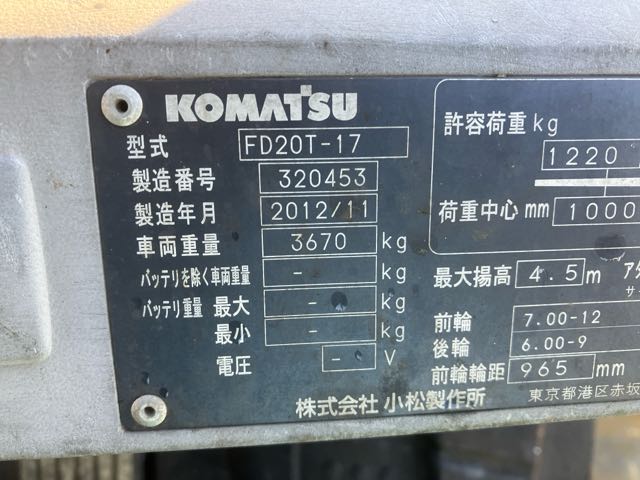 KOMATSU
型式 FD20T-17
製造番号 320453
製造年月 2012/11
車両重量 3670 kg
バッテリを除く車両重量 - kg
バッテリ重量 最大 - kg
最小 - kg
電圧 - V
株式会社 小松製作所
許容荷重 kg
1220
荷重中心 mm 1000
最大揚高 4.5 m
前輪 7.00-12
後輪 6.00-9
前輪輪距 965 mm
東京都港区赤坂